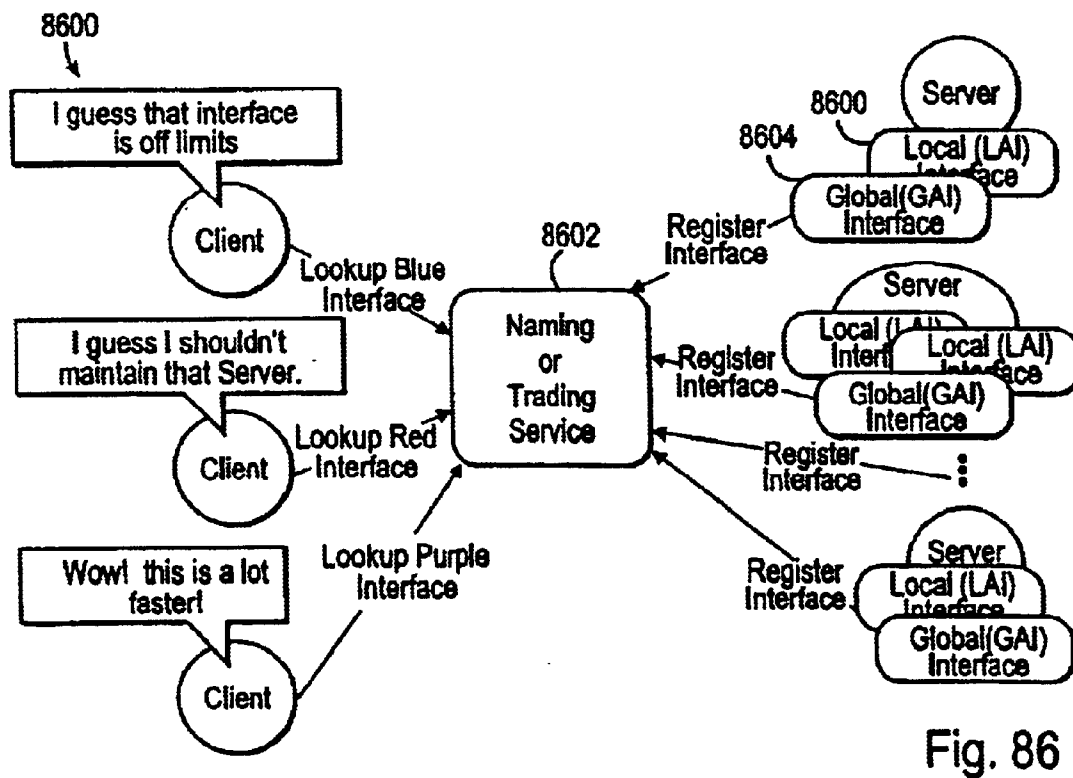 8600
I guess that interface
is off limits
Client
Lookup Blue
Interface
I guess I shouldn't
maintain that Server.
Client
Lookup Red
Interface
Wow! this is a lot
faster!
Client
Lookup Purple
Interface
8602
Naming
or
Trading
Service
Register
Interface
Register
Interface
Register
Interface
Register
Interface
8600
8604
Server
Local (LAI)
Interface
Global(GAI)
Interface
Server
Local (LAI)
Interf
Local (LAI)
Interface
Global(GAI)
Interface
Server
Local (LAI)
Interface
Global(GAI)
Interface
Fig. 86